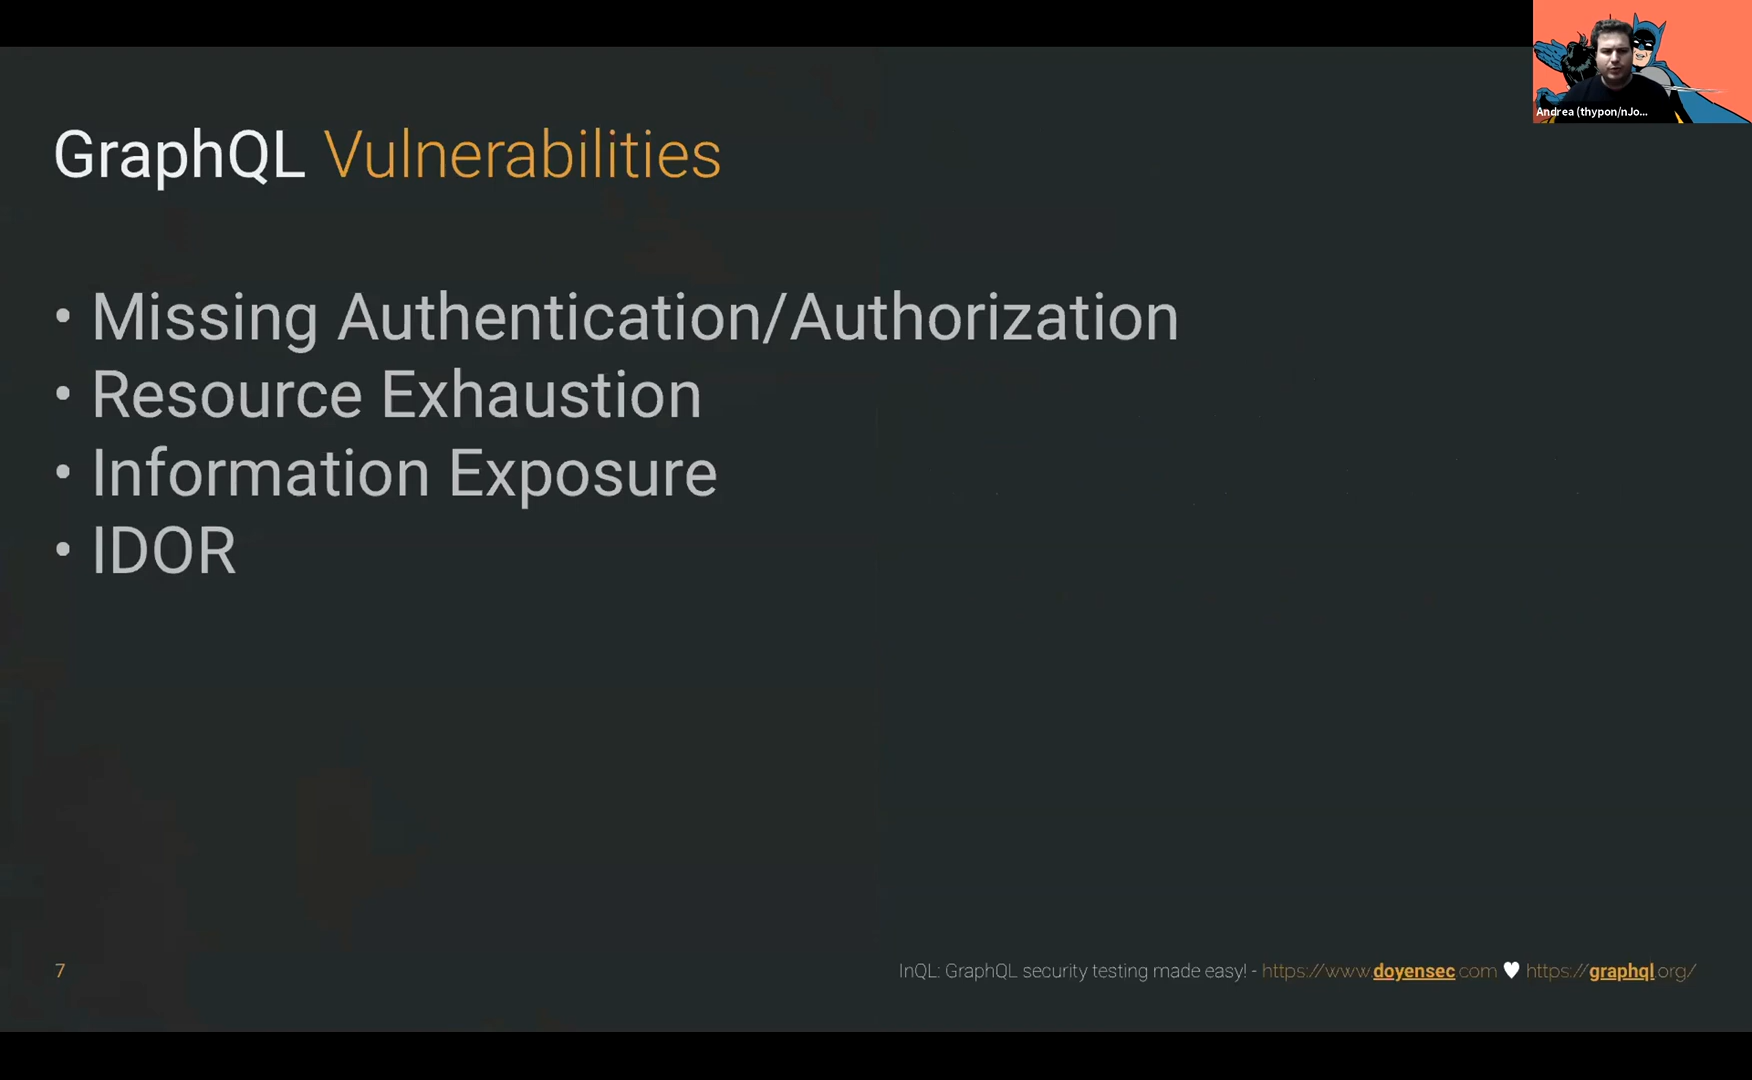 Andrea (thypon/nJo...
GraphQL Vulnerabilities
• Missing Authentication/Authorization
• Resource Exhaustion
• Information Exposure
• IDOR
7
InQL: GraphQL security testing made easy! - https://www.doyensec.com 🤍 https://graphql.org/